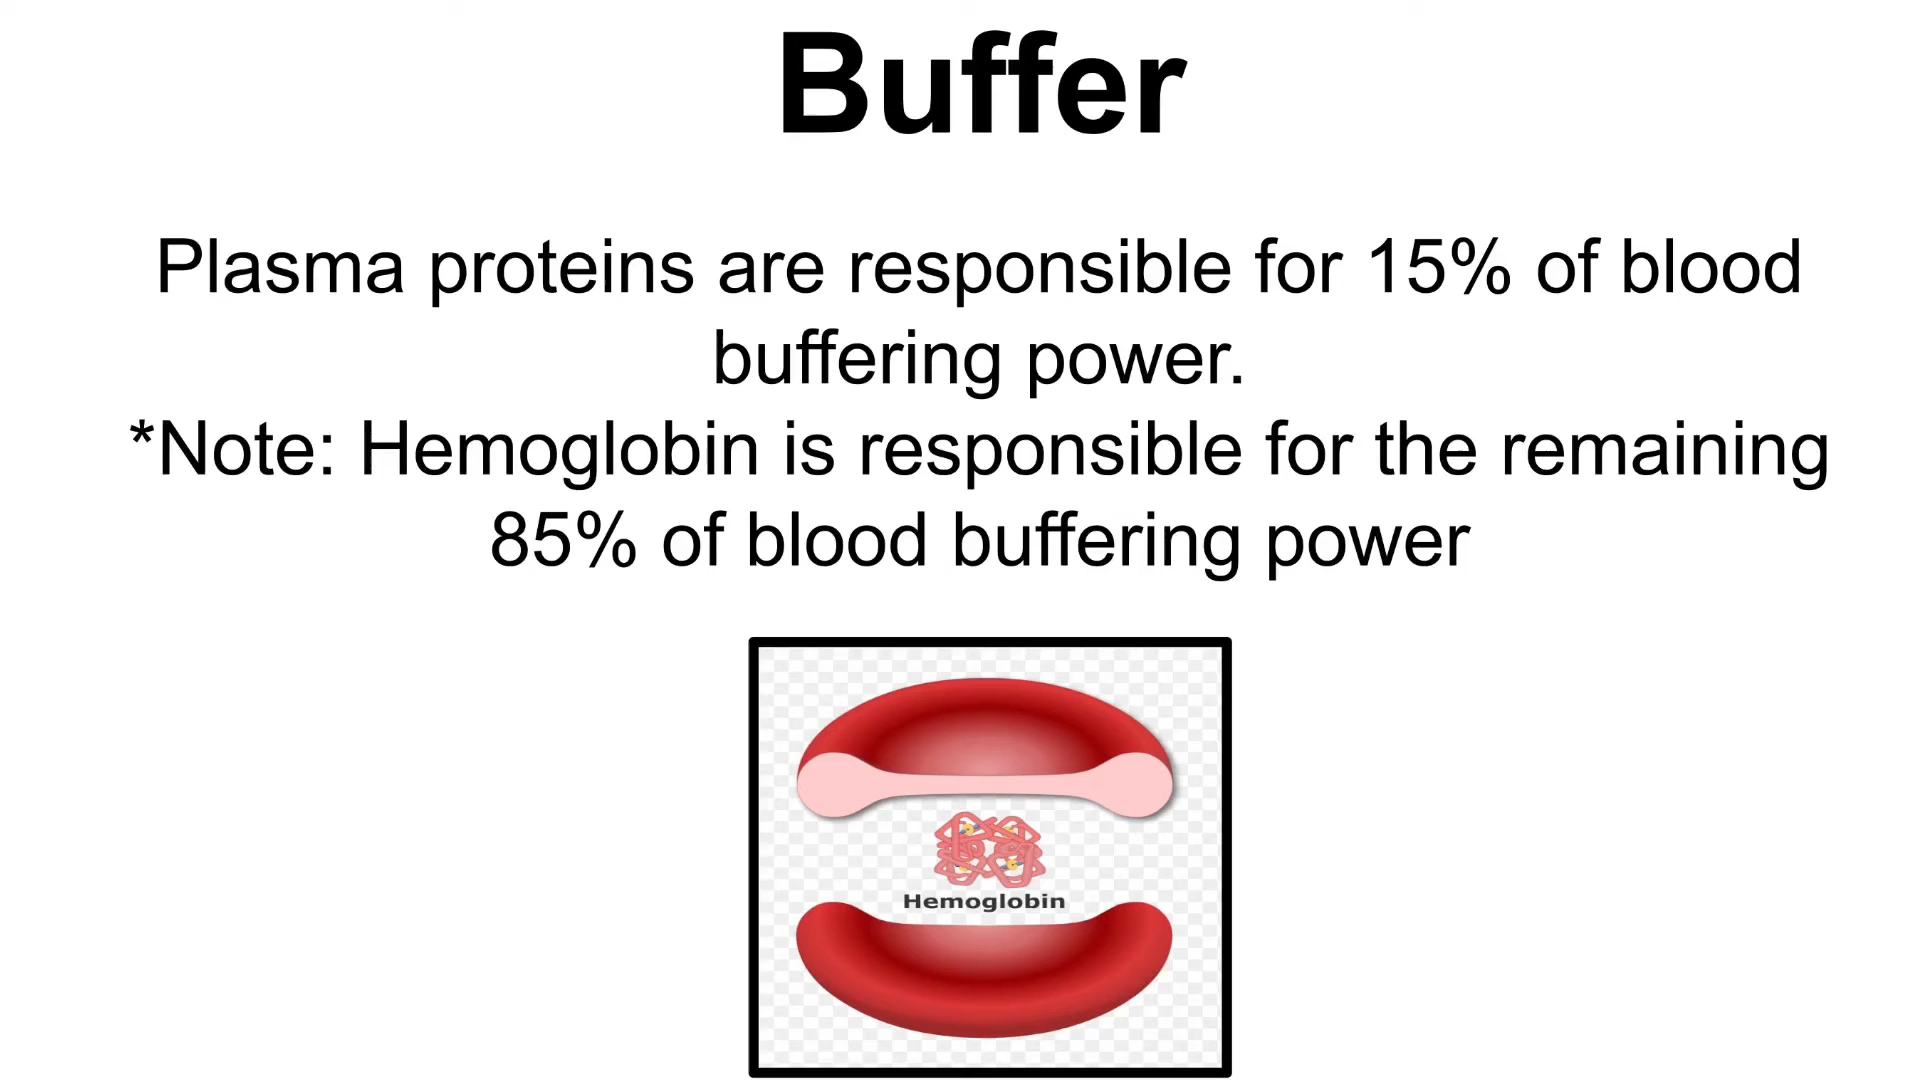 Buffer
Plasma proteins are responsible for 15% of blood
buffering power.
*Note: Hemoglobin is responsible for the remaining
85% of blood buffering power
Hemoglobin